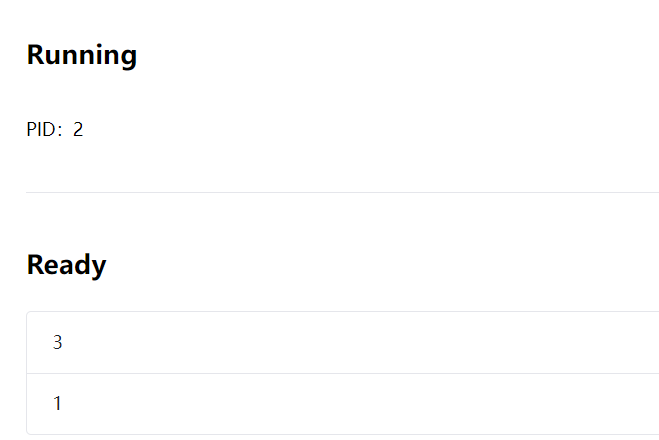 Running
PID：2
Ready
3
1